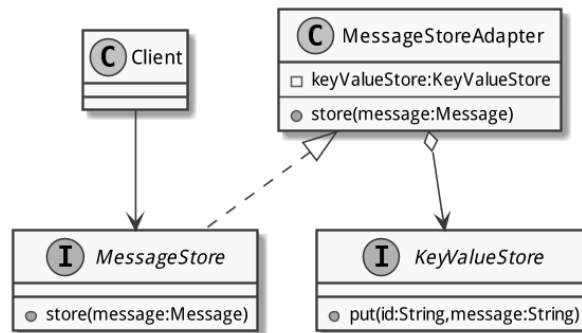 C Client
C MessageStoreAdapter
keyValueStore:KeyValueStore
store(message:Message)
I MessageStore
store(message:Message)
I KeyValueStore
put(id:String,message:String)